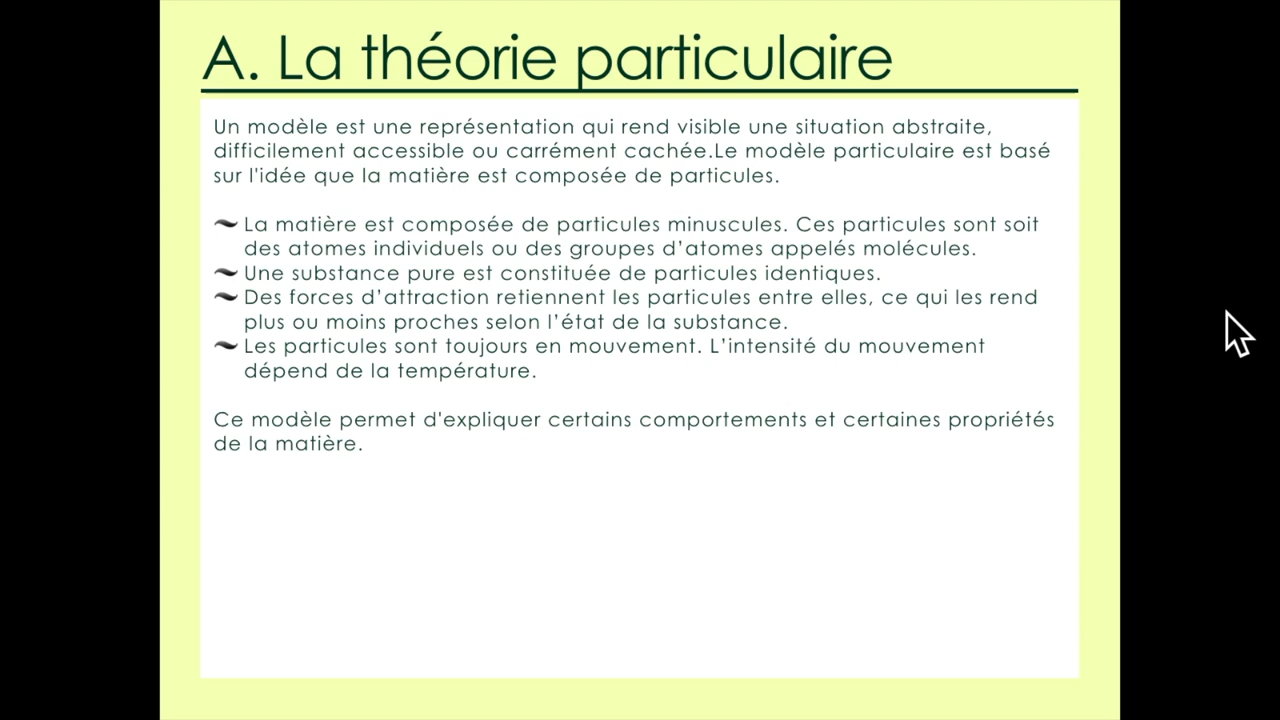 A. La théorie particulaire
Un modèle est une représentation qui rend visible une situation abstraite,
difficilement accessible ou carrément cachée.Le modèle particulaire est basé
sur l'idée que la matière est composée de particules.
La matière est composée de particules minuscules. Ces particules sont soit
des atomes individuels ou des groupes d’atomes appelés molécules.
Une substance pure est constituée de particules identiques.
Des forces d’attraction retiennent les particules entre elles, ce qui les rend
plus ou moins proches selon l’état de la substance.
Les particules sont toujours en mouvement. L’intensité du mouvement
dépend de la température.
Ce modèle permet d'expliquer certains comportements et certaines propriétés
de la matière.